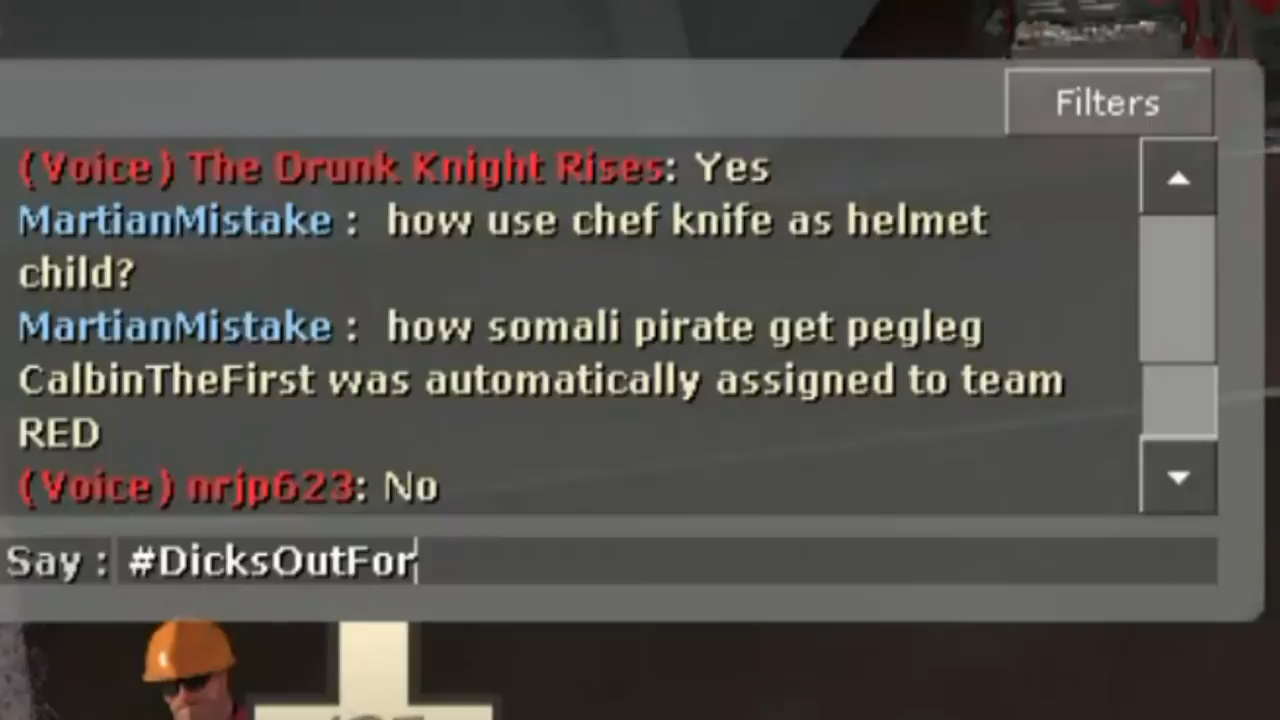 Filters
(Voice) The Drunk Knight Rises: Yes
MartianMistake :  how use chef knife as helmet
child?
MartianMistake :  how somali pirate get pegleg
CalbinTheFirst was automatically assigned to team
RED
(Voice) nrjp623: No
Say : #DicksOutFor